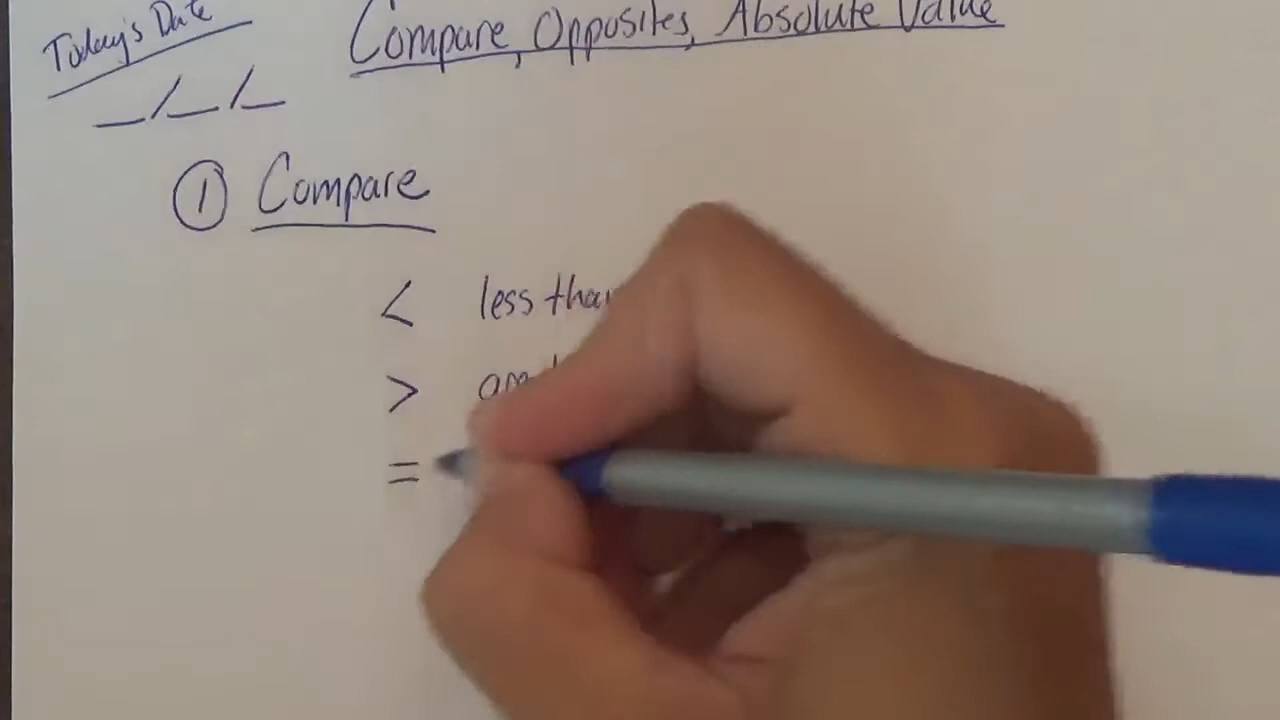 Today's Date
Compare, Opposites, Absolute Value
_/_/_
① Compare
< less than
>
=